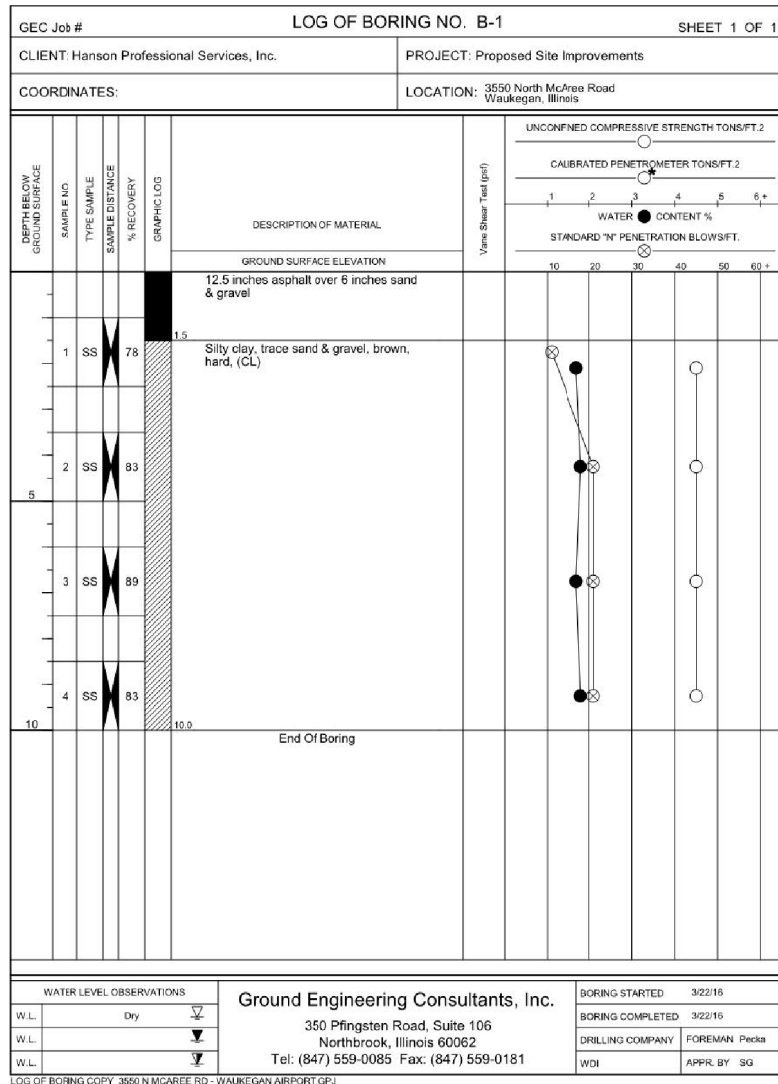 GEC Job #
LOG OF BORING NO. B-1
SHEET 1 OF 1
CLIENT: Hanson Professional Services, Inc.
PROJECT: Proposed Site Improvements
COORDINATES:
LOCATION: 3550 North McAree Road
Waukegan, Illinois
DEPTH BELOW
GROUND SURFACE
SAMPLE NO.
TYPE SAMPLE
SAMPLE DISTANCE
% RECOVERY
GRAPHIC LOG
DESCRIPTION OF MATERIAL
GROUND SURFACE ELEVATION
Vane Shear Test (psf)
UNCONFNED COMPRESSIVE STRENGTH TONS/FT.2
CALIBRATED PENETROMETER TONS/FT.2
*
1 2 3 4 5 6+
WATER CONTENT %
STANDARD "N" PENETRATION BLOWS/FT.
10 20 30 40 50 60+
12.5 inches asphalt over 6 inches sand
& gravel
1.5
1 SS 78
Silty clay, trace sand & gravel, brown,
hard, (CL)
2 SS 83
5
3 SS 89
4 SS 83
10
10.0
End Of Boring
WATER LEVEL OBSERVATIONS
W.L. Dry
W.L.
W.L.
Ground Engineering Consultants, Inc.
350 Pfingsten Road, Suite 106
Northbrook, Illinois 60062
Tel: (847) 559-0085 Fax: (847) 559-0181
BORING STARTED 3/22/16
BORING COMPLETED 3/22/16
DRILLING COMPANY FOREMAN Pecka
WDI APPR. BY SG
LOG OF BORING COPY 3550 N MCAREE RD - WAUKEGAN AIRPORT.GPJ